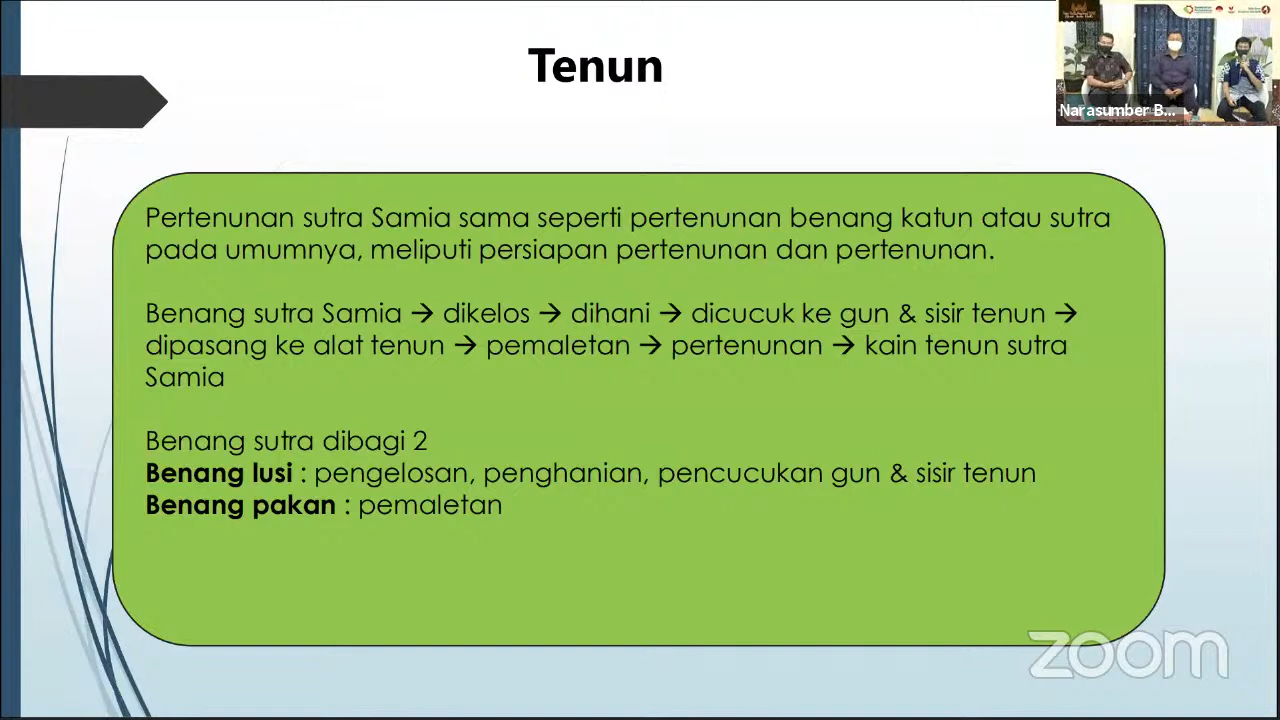 Tenun
Narasumber B...
Pertenunan sutra Samia sama seperti pertenunan benang katun atau sutra
pada umumnya, meliputi persiapan pertenunan dan pertenunan.
Benang sutra Samia → dikelos → dihani → dicucuk ke gun & sisir tenun →
dipasang ke alat tenun → pemaletan → pertenunan → kain tenun sutra
Samia
Benang sutra dibagi 2
Benang lusi : pengelosan, penghanian, pencucukan gun & sisir tenun
Benang pakan : pemaletan
zoom